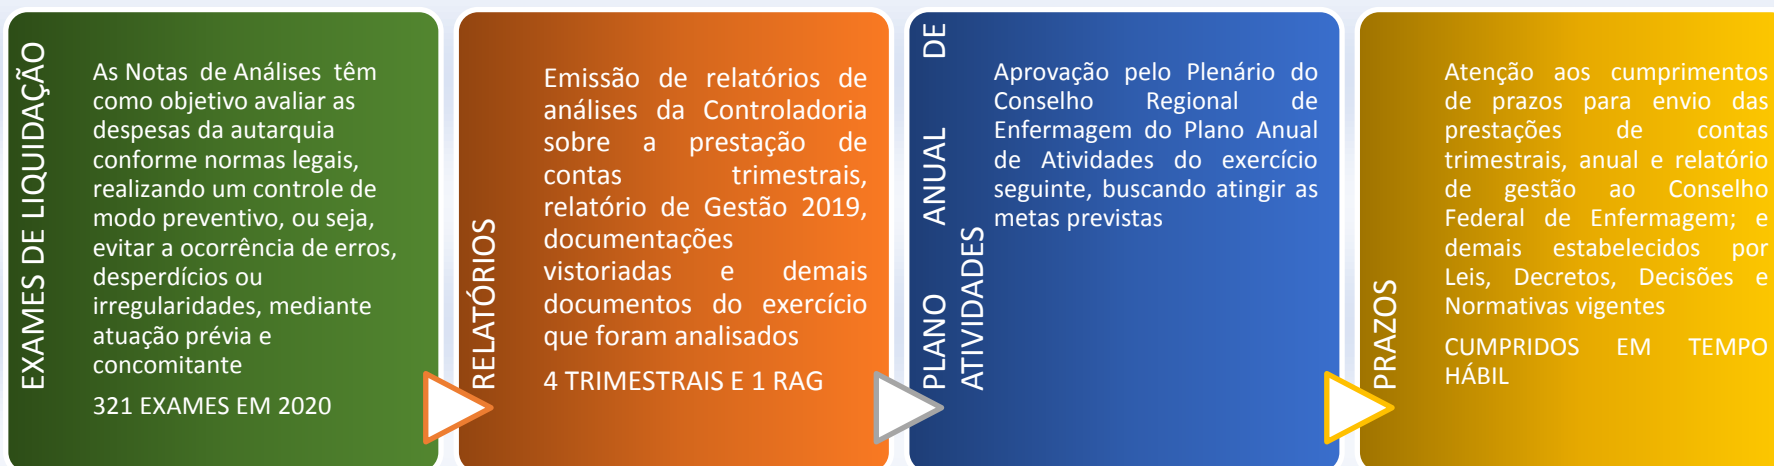 EXAMES DE LIQUIDAÇÃO
As Notas de Análises têm
como objetivo avaliar as
despesas da autarquia
conforme normas legais,
realizando um controle de
modo preventivo, ou seja,
evitar a ocorrência de erros,
desperdícios ou
irregularidades, mediante
atuação prévia e
concomitante
321 EXAMES EM 2020
RELATÓRIOS
Emissão de relatórios de
análises da Controladoria
sobre a prestação de
contas trimestrais,
relatório de Gestão 2019,
documentações
vistoriadas e demais
documentos do exercício
que foram analisados
4 TRIMESTRAIS E 1 RAG
PLANO ANUAL DE
ATIVIDADES
Aprovação pelo Plenário do
Conselho Regional de
Enfermagem do Plano Anual
de Atividades do exercício
seguinte, buscando atingir as
metas previstas
PRAZOS
Atenção aos cumprimentos
de prazos para envio das
prestações de contas
trimestrais, anual e relatório
de gestão ao Conselho
Federal de Enfermagem; e
demais estabelecidos por
Leis, Decretos, Decisões e
Normativas vigentes
CUMPRIDOS EM TEMPO
HÁBIL